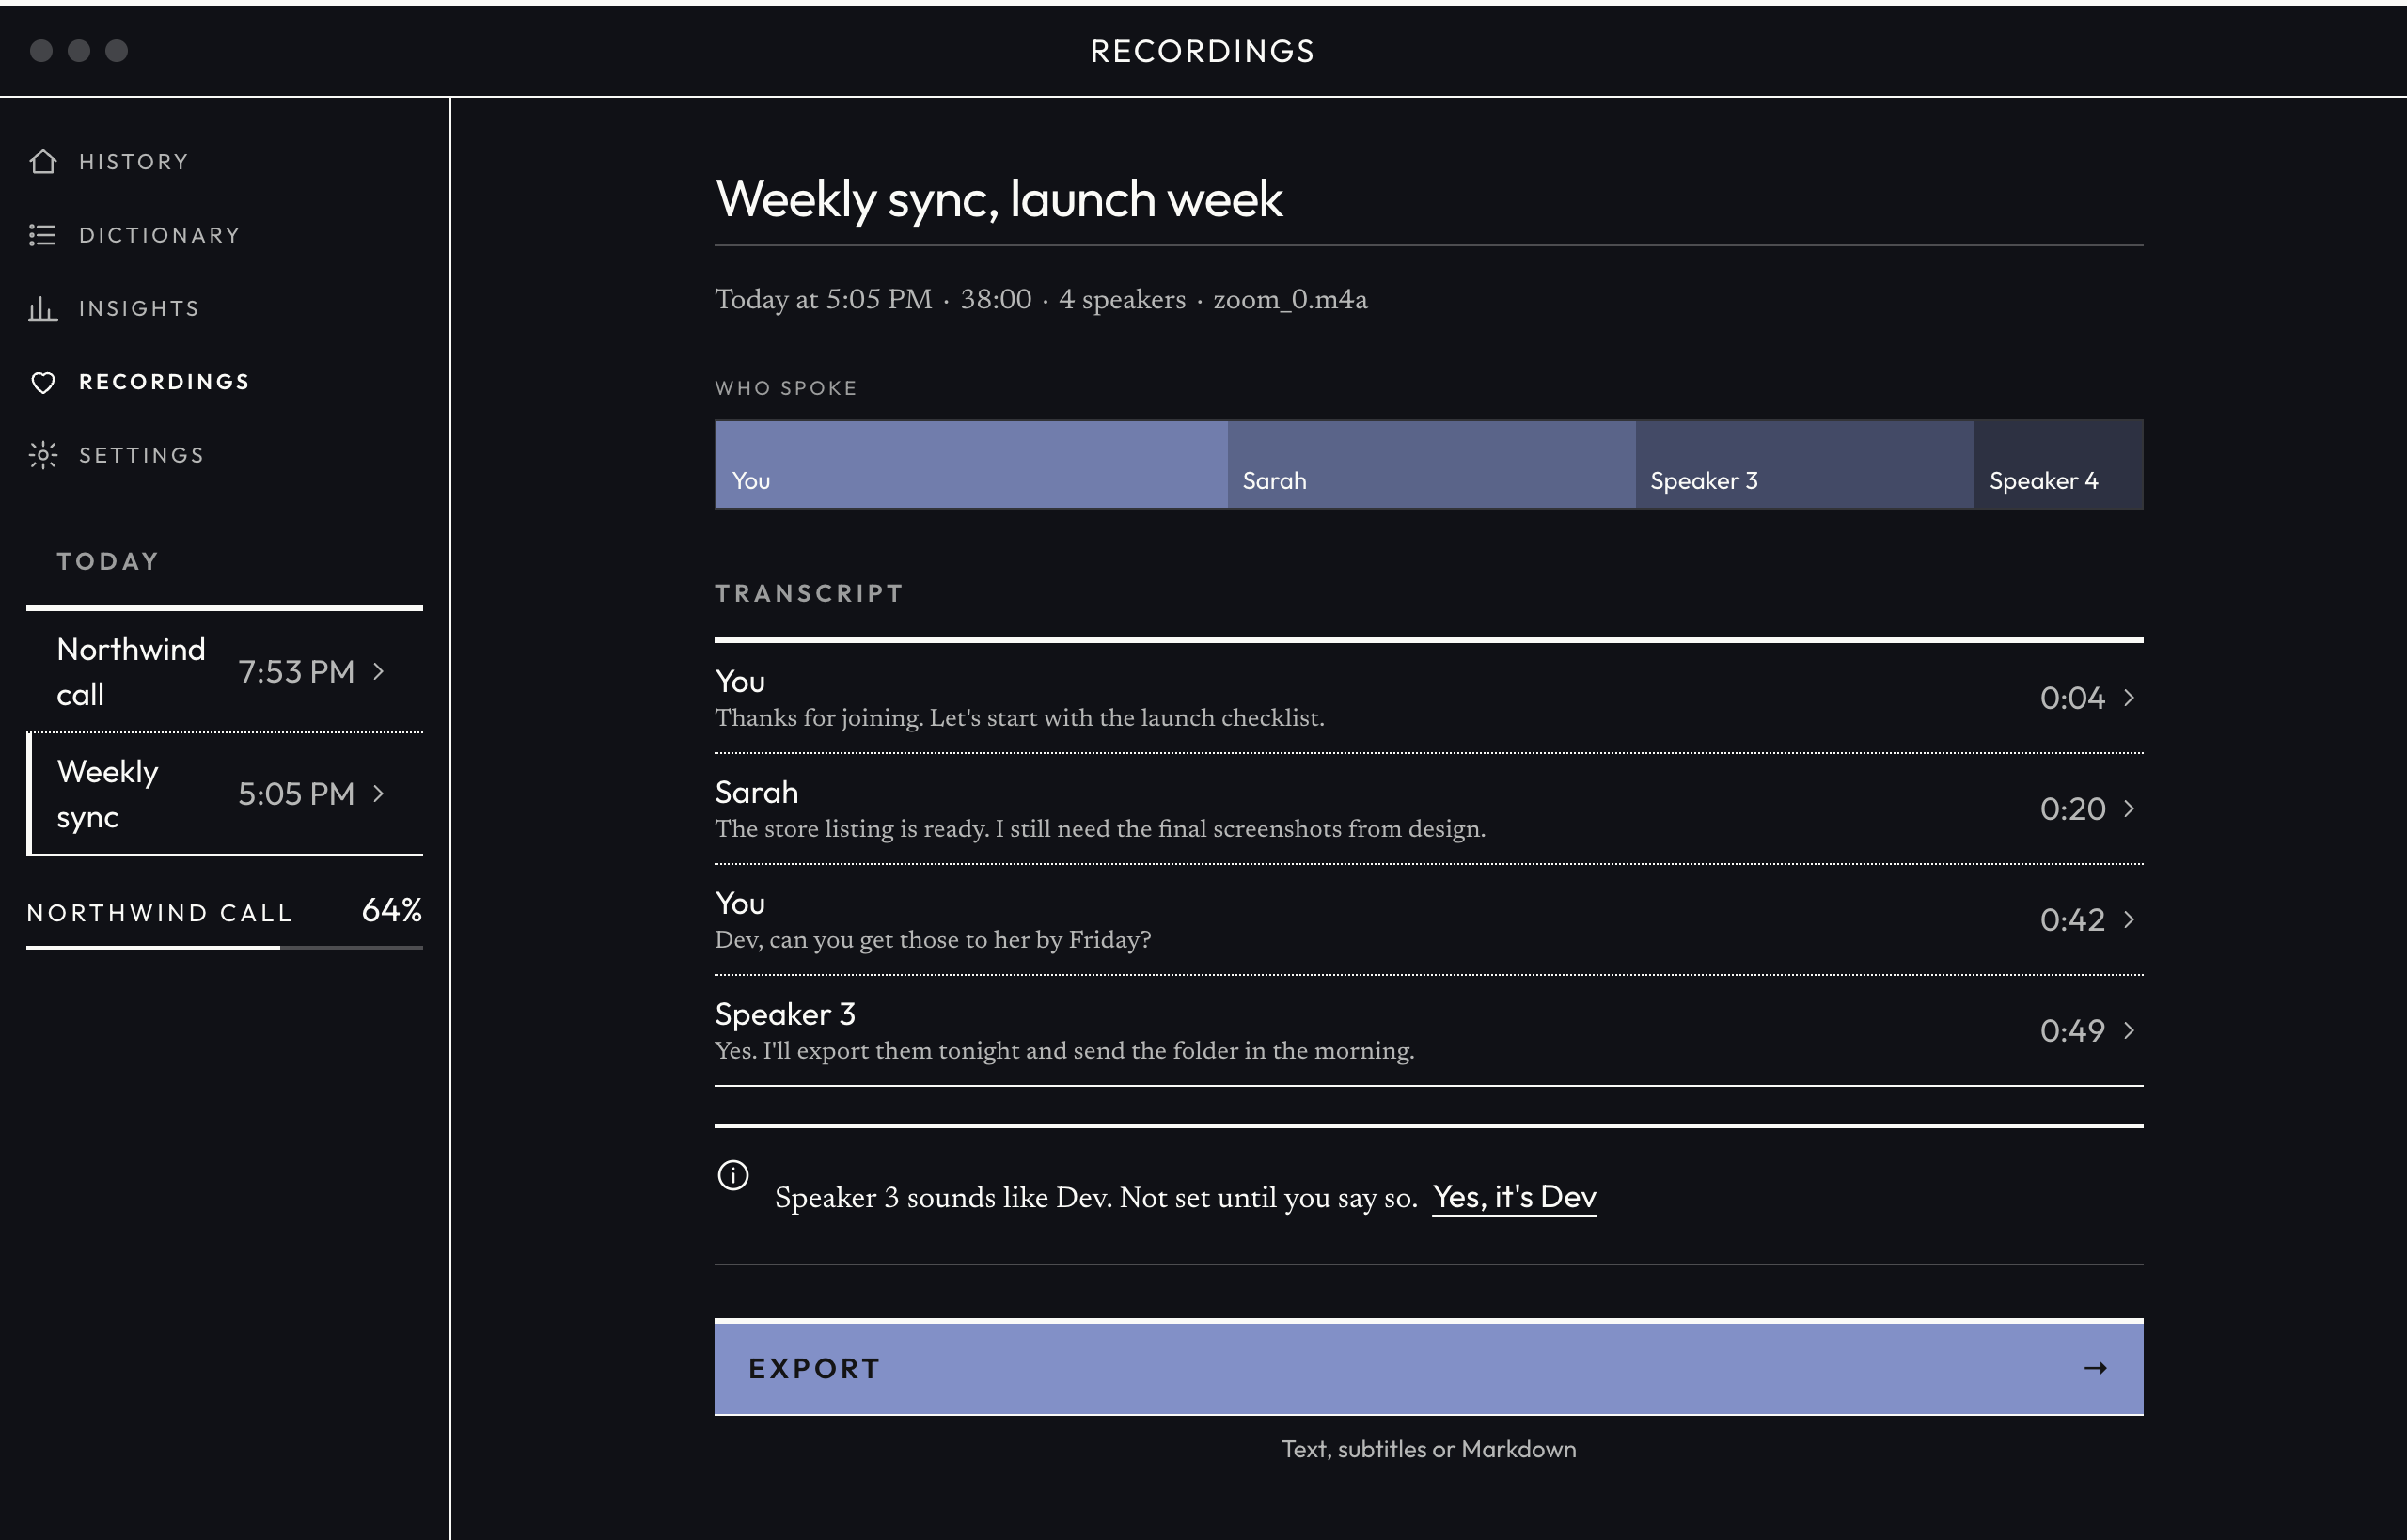 RECORDINGS
HISTORY
DICTIONARY
INSIGHTS
RECORDINGS
SETTINGS
TODAY
Northwind call 7:53 PM
Weekly sync 5:05 PM
NORTHWIND CALL 64%
Weekly sync, launch week
Today at 5:05 PM · 38:00 · 4 speakers · zoom_0.m4a
WHO SPOKE
You Sarah Speaker 3 Speaker 4
TRANSCRIPT
You
Thanks for joining. Let's start with the launch checklist.
0:04
Sarah
The store listing is ready. I still need the final screenshots from design.
0:20
You
Dev, can you get those to her by Friday?
0:42
Speaker 3
Yes. I'll export them tonight and send the folder in the morning.
0:49
Speaker 3 sounds like Dev. Not set until you say so. Yes, it's Dev
EXPORT →
Text, subtitles or Markdown